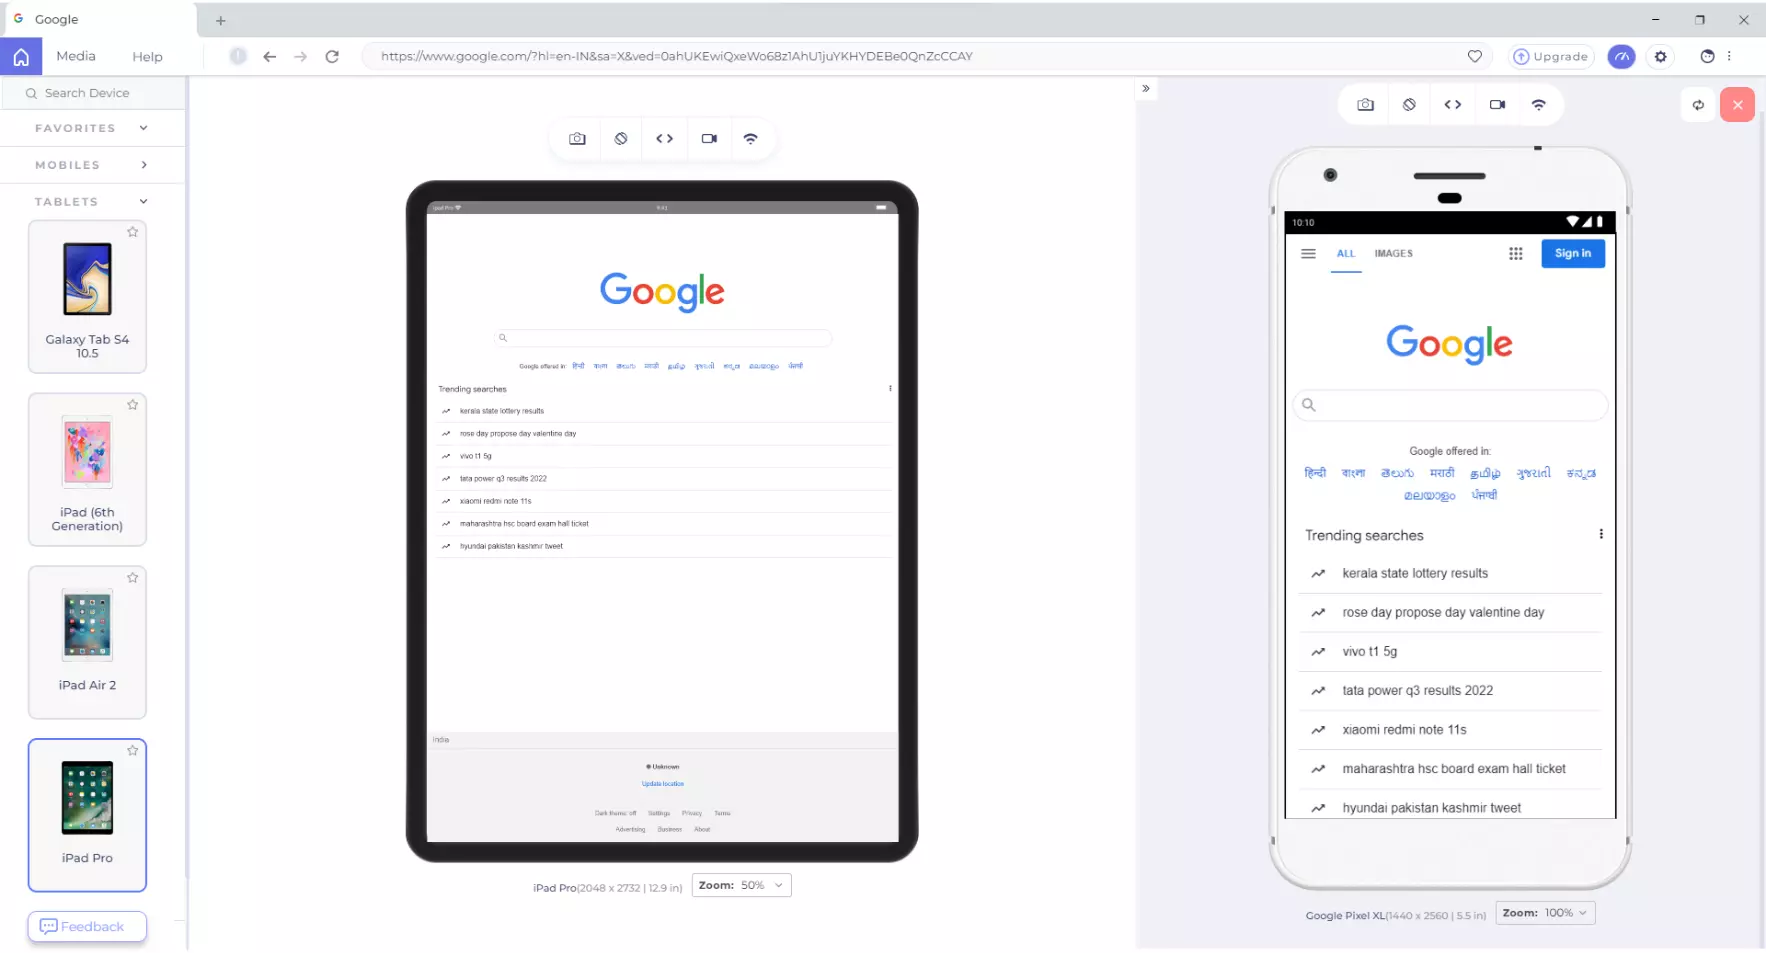 Google
Media
Help
https://www.google.com/?hl=en-IN&sa=X&ved=0ahUKEwiQxeWo68z1AhU1juYKHYDEBe0QnZcCCAY
Upgrade
Search Device
FAVORITES
MOBILES
TABLETS
Galaxy Tab S4
10.5
iPad (6th
Generation)
iPad Air 2
iPad Pro
Feedback
ipad Pro
9:41
Google
Google offered in: हिन्दी বাংলা తెలుగు मराठी தமிழ் ગુજરાતી ಕನ್ನಡ മലയാളം ਪੰਜਾਬੀ
Trending searches
kerala state lottery results
rose day propose day valentine day
vivo t1 5g
tata power q3 results 2022
xiaomi redmi note 11s
maharashtra hsc board exam hall ticket
hyundai pakistan kashmir tweet
India
Unknown
Update location
Dark theme: off Settings Privacy Terms
Advertising Business About
iPad Pro(2048 x 2732 | 12.9 in)
Zoom: 50%
10:10
ALL IMAGES
Sign in
Google
Google offered in:
हिन्दी বাংলা తెలుగు मराठी தமிழ் ગુજરાતી ಕನ್ನಡ
മലയാളം ਪੰਜਾਬੀ
Trending searches
kerala state lottery results
rose day propose day valentine day
vivo t1 5g
tata power q3 results 2022
xiaomi redmi note 11s
maharashtra hsc board exam hall ticket
hyundai pakistan kashmir tweet
Google Pixel XL(1440 x 2560 | 5.5 in)
Zoom: 100%